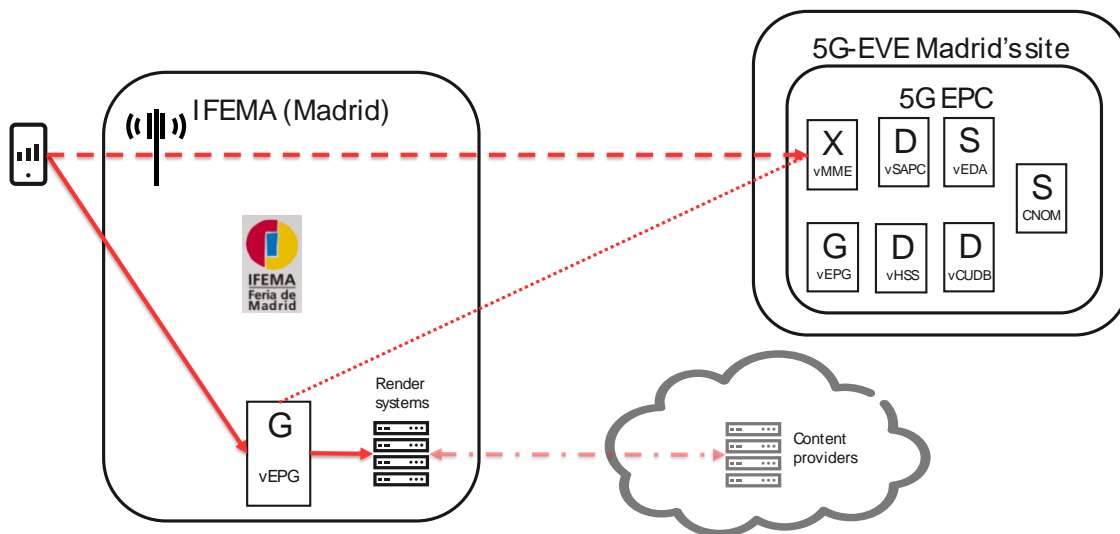 5G-EVE Madrid's site
5G EPC
IFEMA (Madrid)
X
vMME
D
vSAPC
S
vEDA
S
CNOM
G
vEPG
D
vHSS
D
vCUDB
IFEMA
Feria de
Madrid
Render
systems
G
vEPG
Content
providers